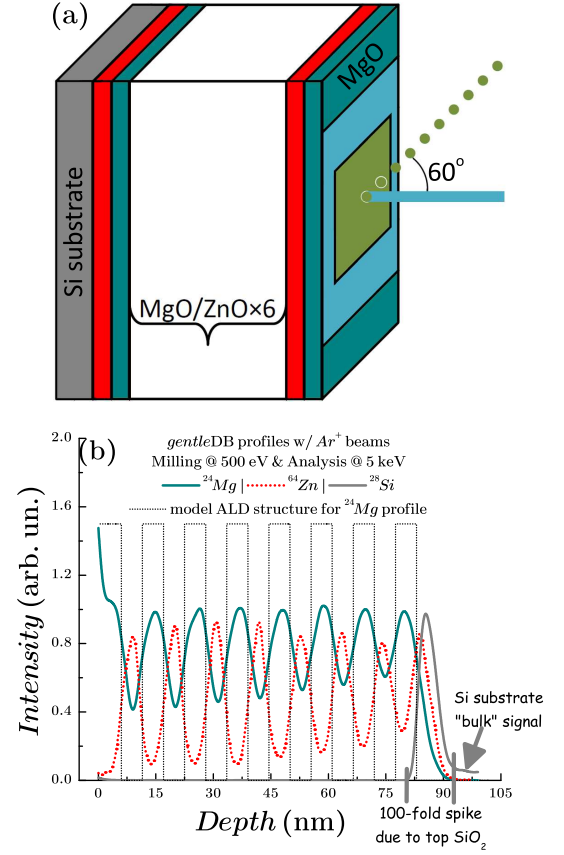 (a)
MgO
60°
Si substrate
MgO/ZnO×6
(b)
gentleDB profiles w/ Ar⁺ beams
Milling @ 500 eV & Analysis @ 5 keV
²⁴Mg | ⁶⁴Zn | ²⁸Si
model ALD structure for ²⁴Mg profile
2.0
1.6
1.2
0.8
0.4
0.0
Intensity (arb. un.)
Si substrate
"bulk" signal
0 15 30 45 60 75 90 105
Depth (nm)
100-fold spike
due to top SiO₂